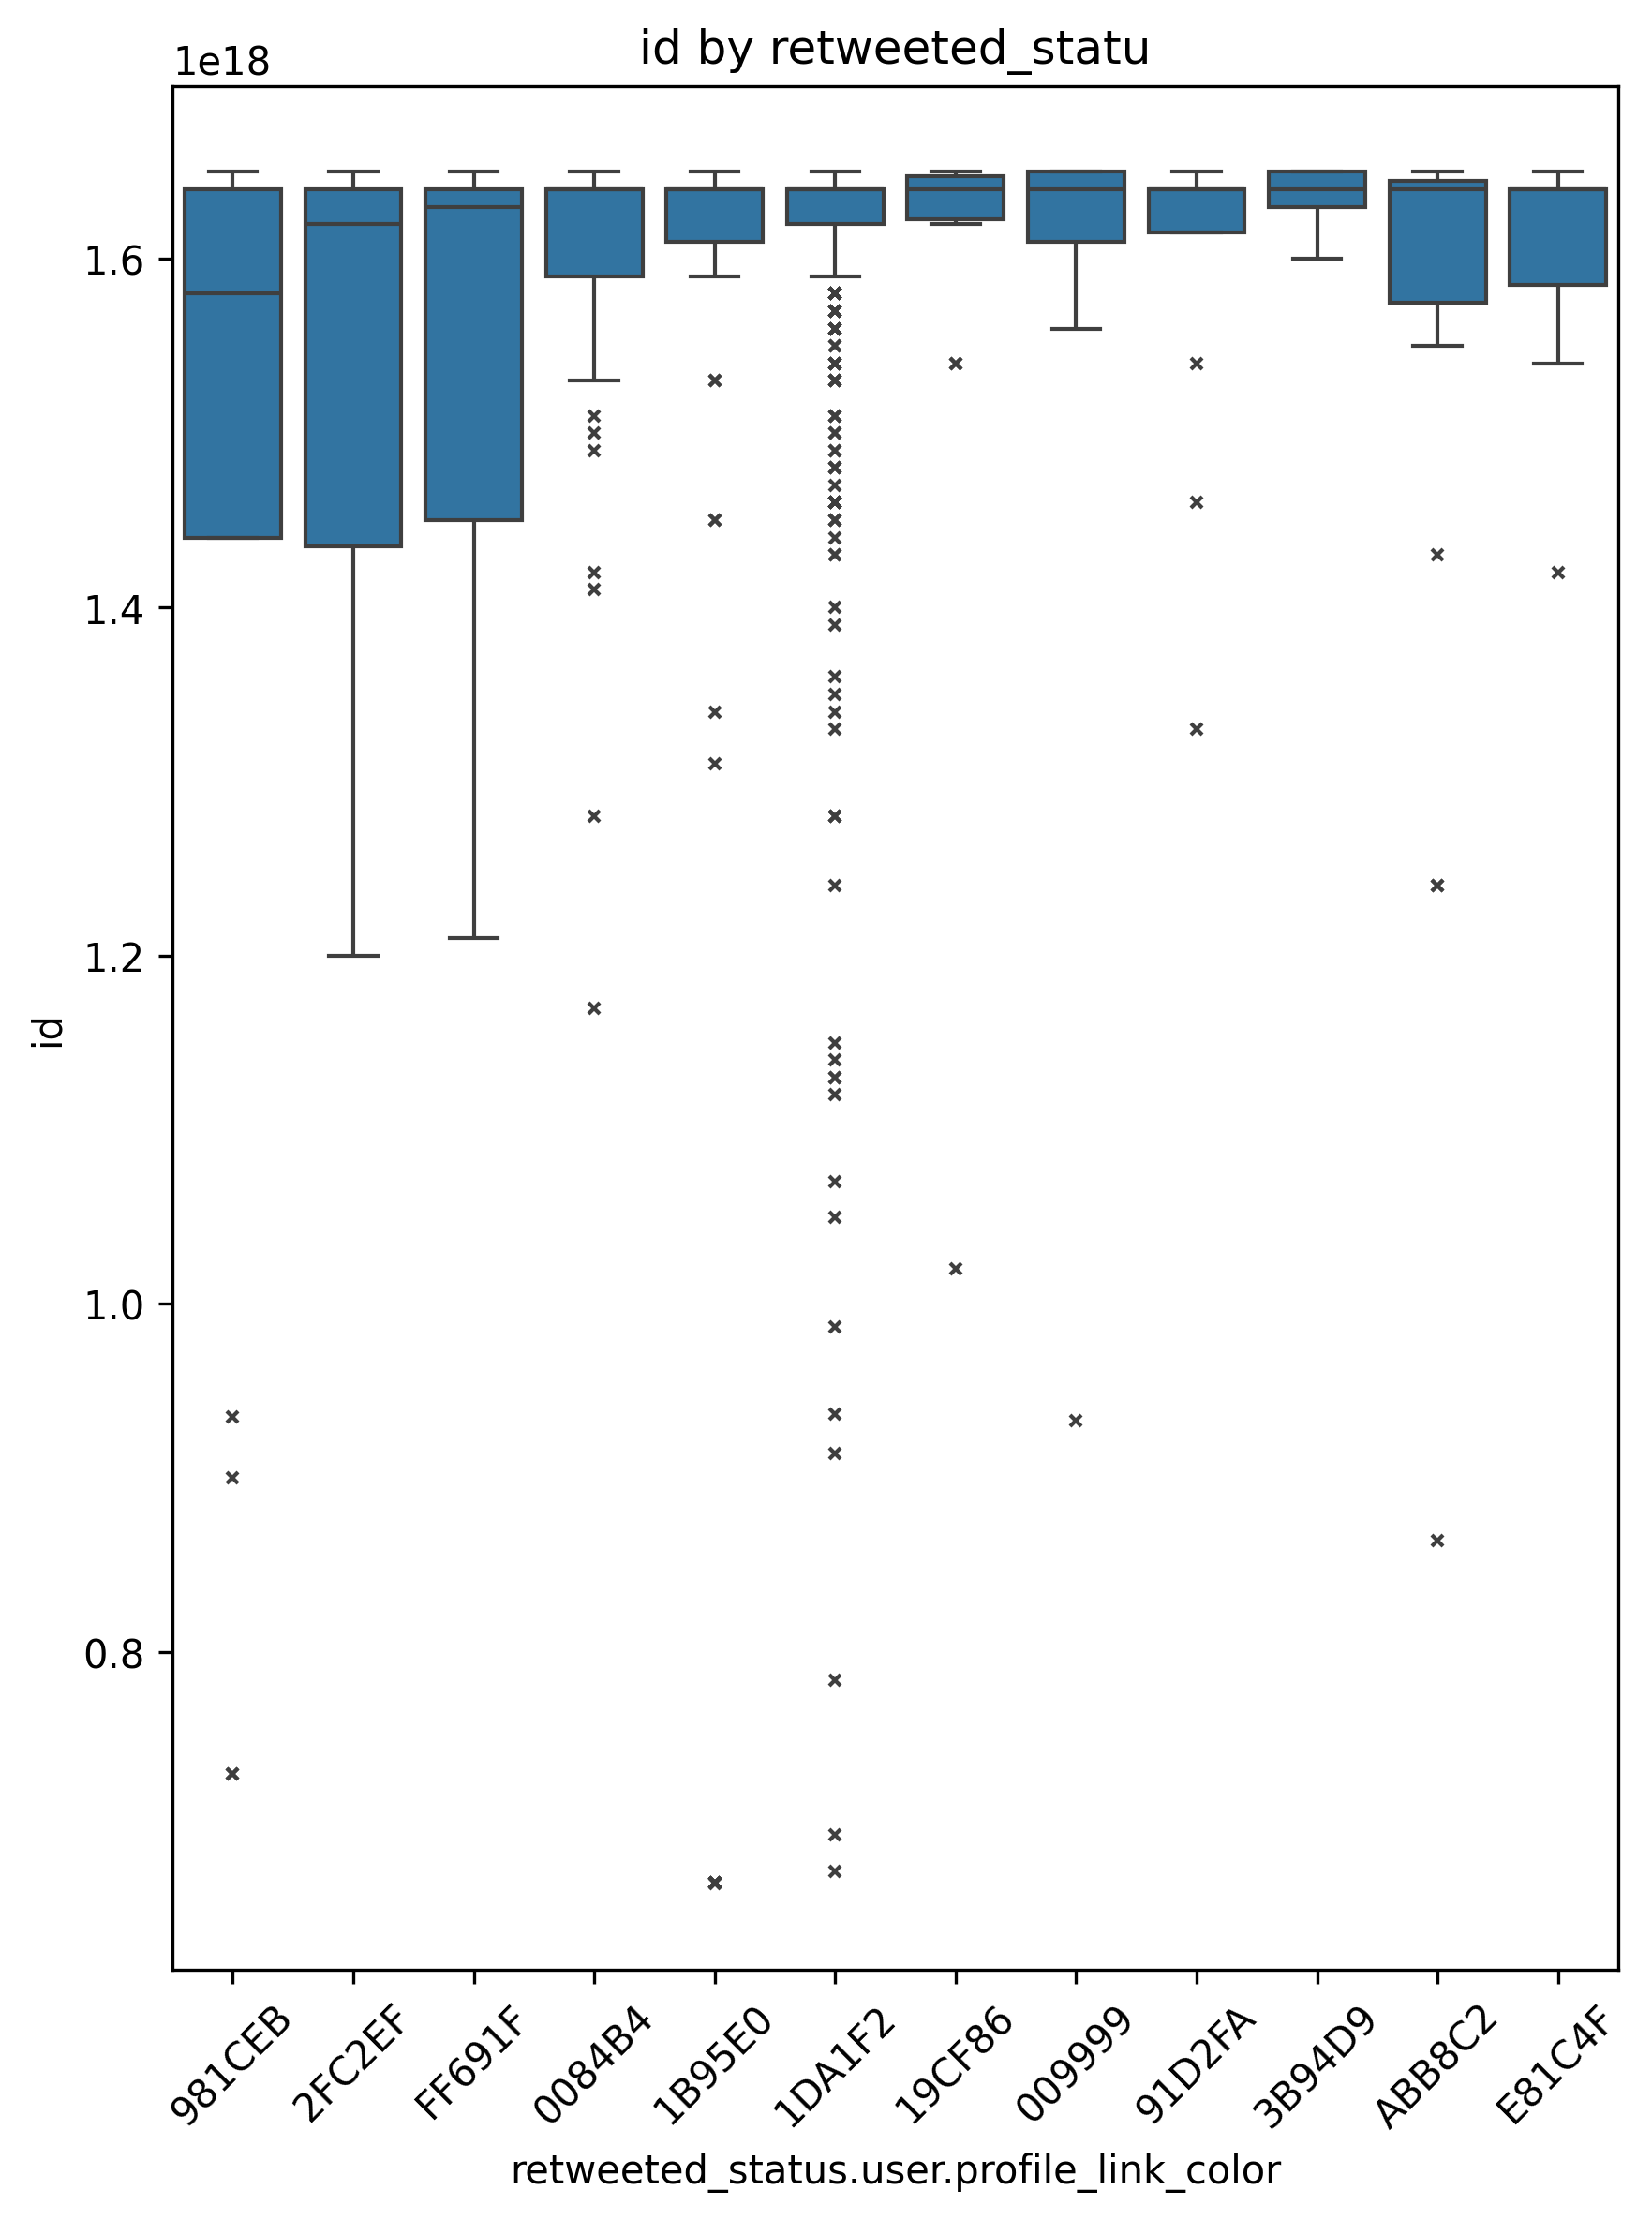 id by retweeted_statu
1e18
1.6
1.4
1.2
1.0
0.8
id
981CEB
2FC2EF
FF691F
0084B4
1B95E0
1DA1F2
19CF86
009999
91D2FA
3B94D9
ABB8C2
E81C4F
retweeted_status.user.profile_link_color